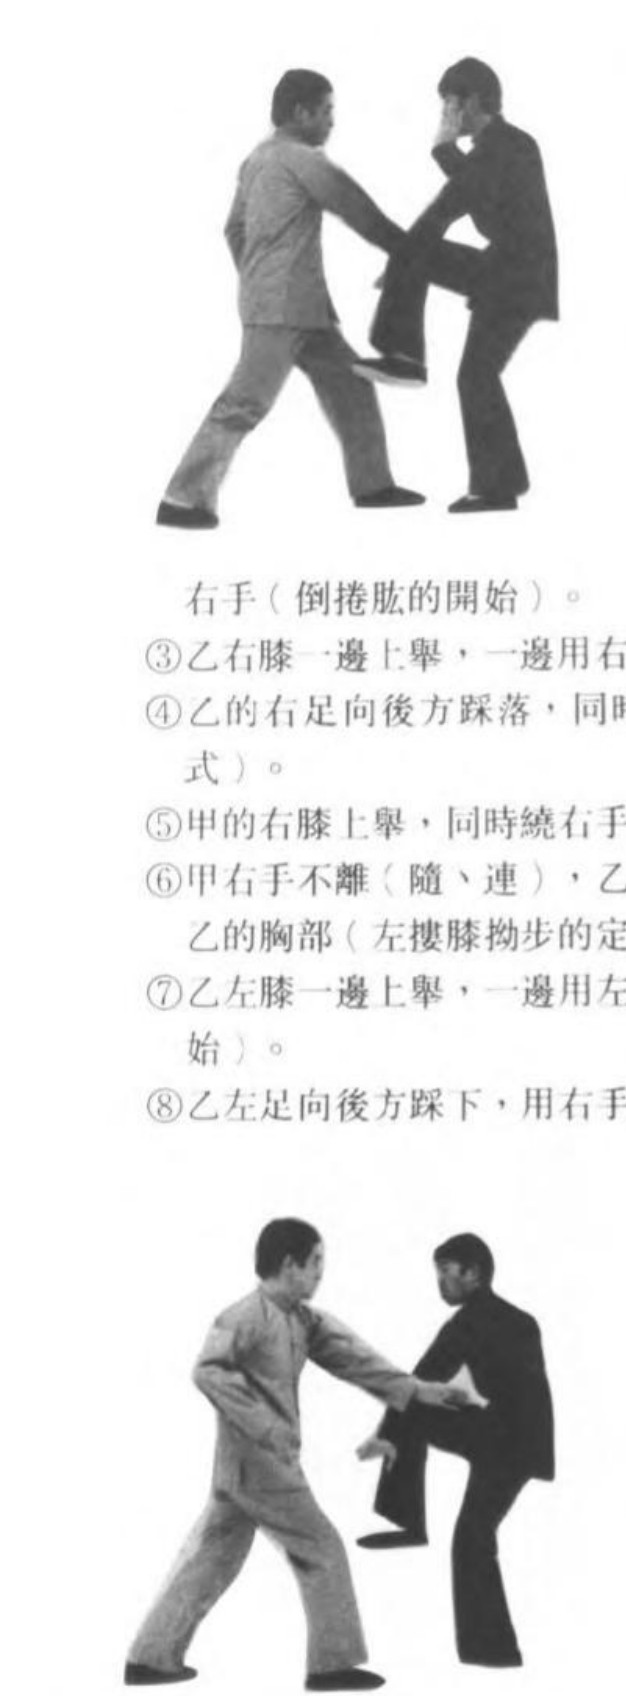 右手（倒捲肱的開始）。
③乙右膝一邊上舉，一邊用右
④乙的右足向後方踩落，同時
式）。
⑤甲的右膝上舉，同時繞右手
⑥甲右手不離（隨、連），乙
乙的胸部（左摟膝拗步的定
⑦乙左膝一邊上舉，一邊用左
始）。
⑧乙左足向後方踩下，用右手